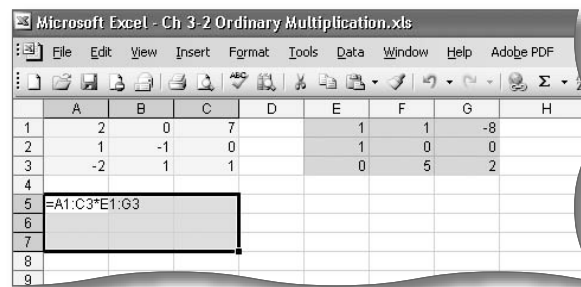 Microsoft Excel - Ch 3-2 Ordinary Multiplication.xls
File Edit View Insert Format Tools Data Window Help Adobe PDF
ABC Σ
A B C D E F G H
1 2 0 7 1 1 -8
2 1 -1 0 1 0 0
3 -2 1 1 0 5 2
4
5 =A1:C3*E1:G3
6
7
8
9